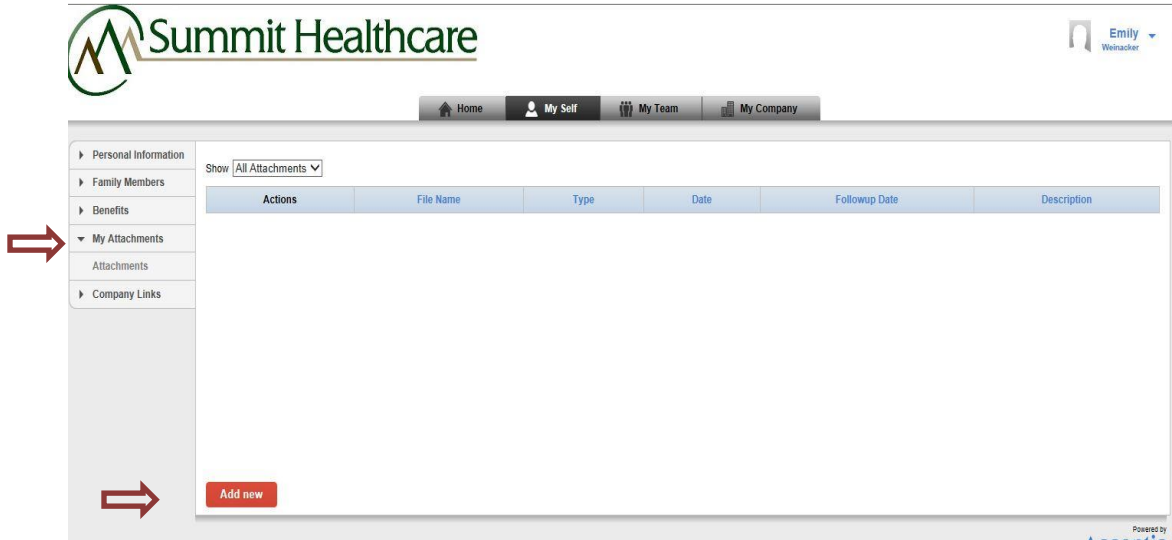 Summit Healthcare
Emily
Weinacker
Home My Self My Team My Company
Personal Information
Family Members
Benefits
My Attachments
Attachments
Company Links
Show All Attachments
Actions File Name Type Date Followup Date Description
Add new
Powered by